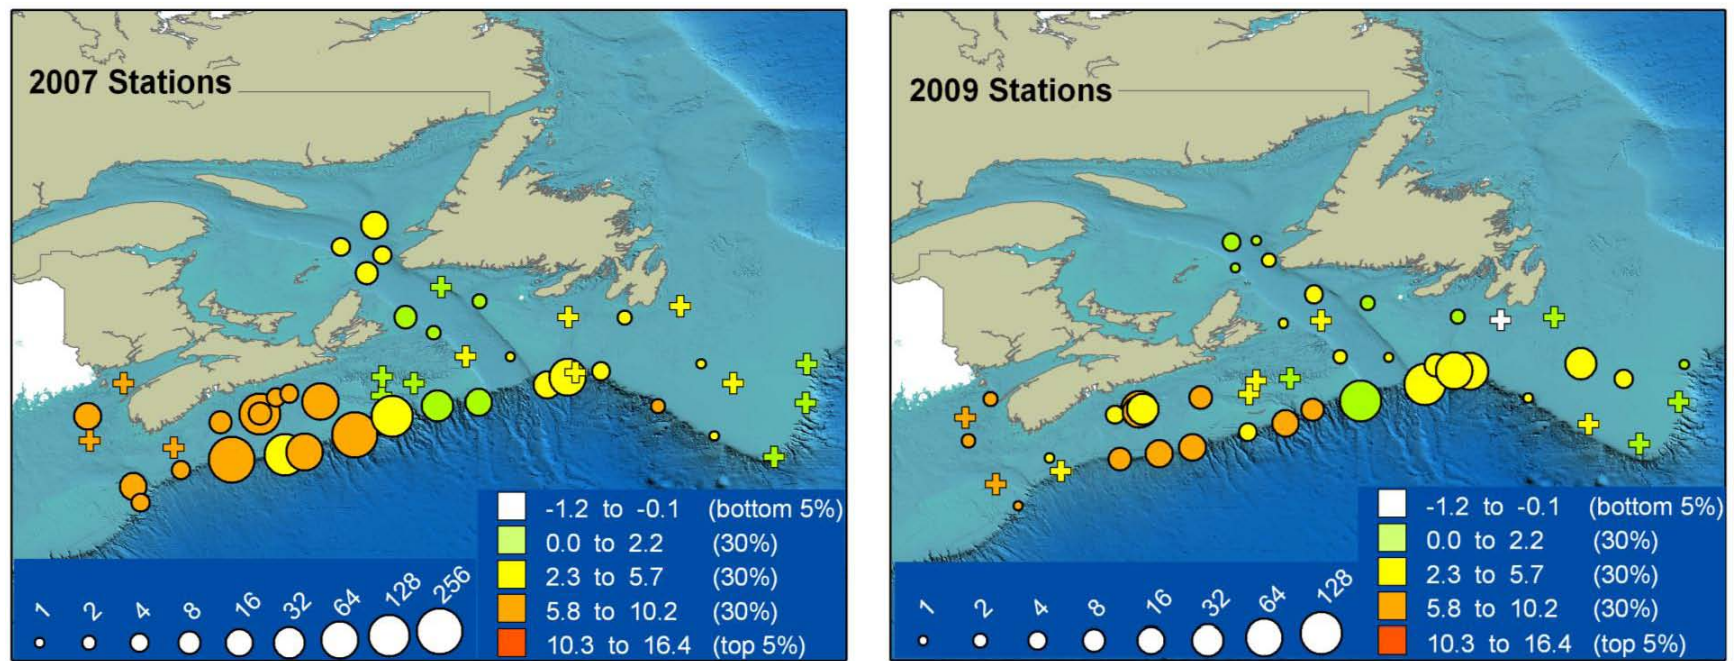 2007 Stations
-1.2 to -0.1 (bottom 5%)
0.0 to 2.2 (30%)
2.3 to 5.7 (30%)
5.8 to 10.2 (30%)
10.3 to 16.4 (top 5%)
1 2 4 8 16 32 64 128 256
2009 Stations
-1.2 to -0.1 (bottom 5%)
0.0 to 2.2 (30%)
2.3 to 5.7 (30%)
5.8 to 10.2 (30%)
10.3 to 16.4 (top 5%)
1 2 4 8 16 32 64 128